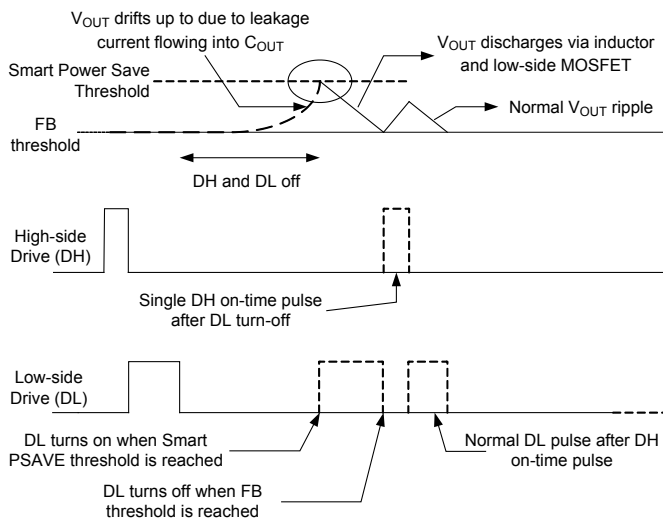 VOUT drifts up to due to leakage
current flowing into COUT
VOUT discharges via inductor
and low-side MOSFET
Smart Power Save
Threshold
Normal VOUT ripple
FB
threshold
DH and DL off
High-side
Drive (DH)
Single DH on-time pulse
after DL turn-off
Low-side
Drive (DL)
DL turns on when Smart
PSAVE threshold is reached
Normal DL pulse after DH
on-time pulse
DL turns off when FB
threshold is reached